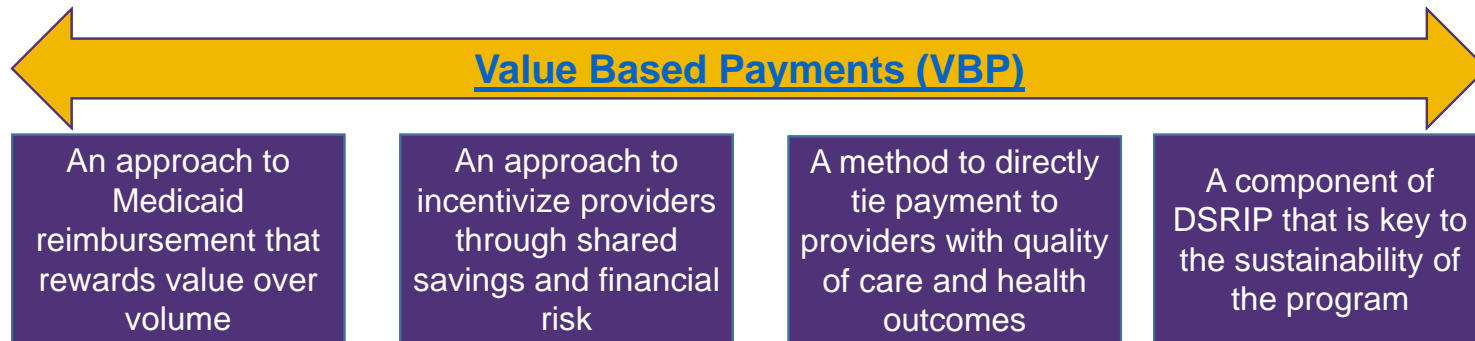 Value Based Payments (VBP)
An approach to
Medicaid
reimbursement that
rewards value over
volume
An approach to
incentivize providers
through shared
savings and financial
risk
A method to directly
tie payment to
providers with quality
of care and health
outcomes
A component of
DSRIP that is key to
the sustainability of
the program